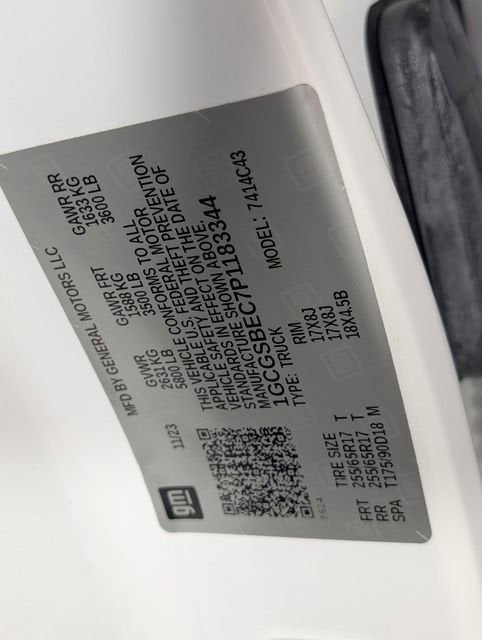 gm
MFD BY GENERAL MOTORS LLC
11/23
GVWR GAWR FRT GAWR RR
2631 KG 1588 KG 1633 KG
5800 LB 3500 LB 3600 LB
THIS VEHICLE CONFORMS TO ALL
APPLICABLE U.S. FEDERAL MOTOR
VEHICLE SAFETY AND THEFT PREVENTION
STANDARDS IN EFFECT ON THE DATE OF
MANUFACTURE SHOWN ABOVE.
1GCGSBEC7P1183344
TYPE: TRUCK MODEL: 7414C43
TIRE SIZE RIM
FRT 255/65R17 T 17X8J
RR 255/65R17 T 17X8J
SPA T175/90D18 M 18X4.5B